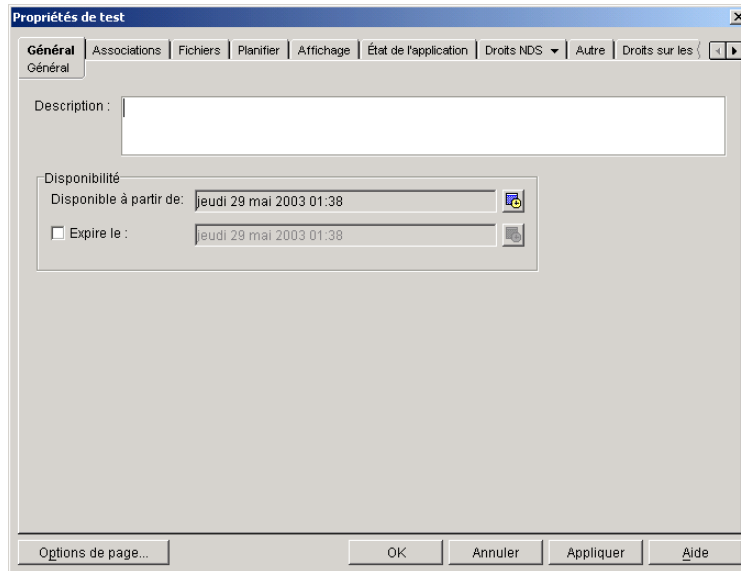 Propriétés de test
Général Associations Fichiers Planifier Affichage État de l'application Droits NDS Autre Droits sur les
Général
Description :
Disponibilité
Disponible à partir de: jeudi 29 mai 2003 01:38
Expire le : jeudi 29 mai 2003 01:38
Options de page... OK Annuler Appliquer Aide